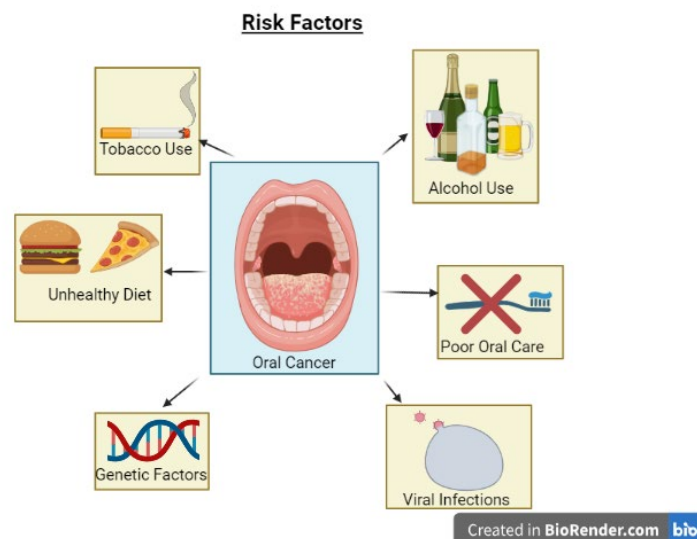 Risk Factors
Tobacco Use
Alcohol Use
Unhealthy Diet
Oral Cancer
Poor Oral Care
Genetic Factors
Viral Infections
Created in BioRender.com bio